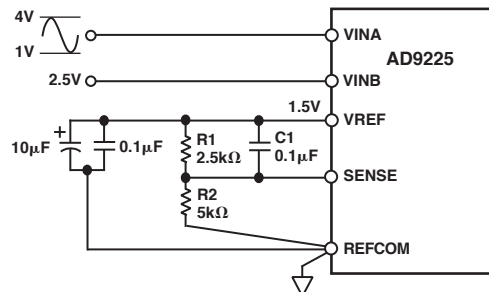 4V
1V
VINA
AD9225
2.5V
VINB
1.5V
VREF
10µF
+
0.1µF
R1
2.5kΩ
C1
0.1µF
SENSE
R2
5kΩ
REFCOM